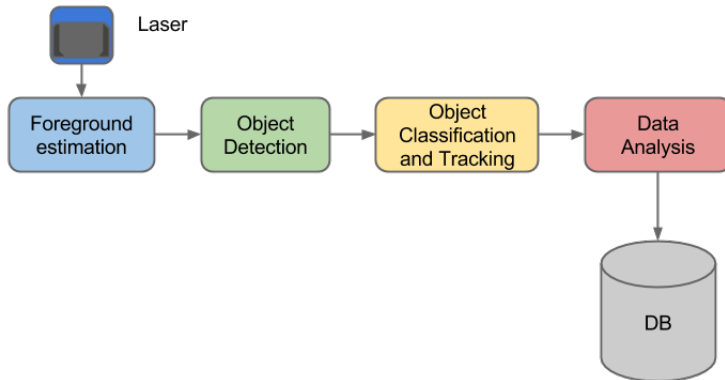 Laser
Foreground
estimation
Object
Detection
Object
Classification
and Tracking
Data
Analysis
DB